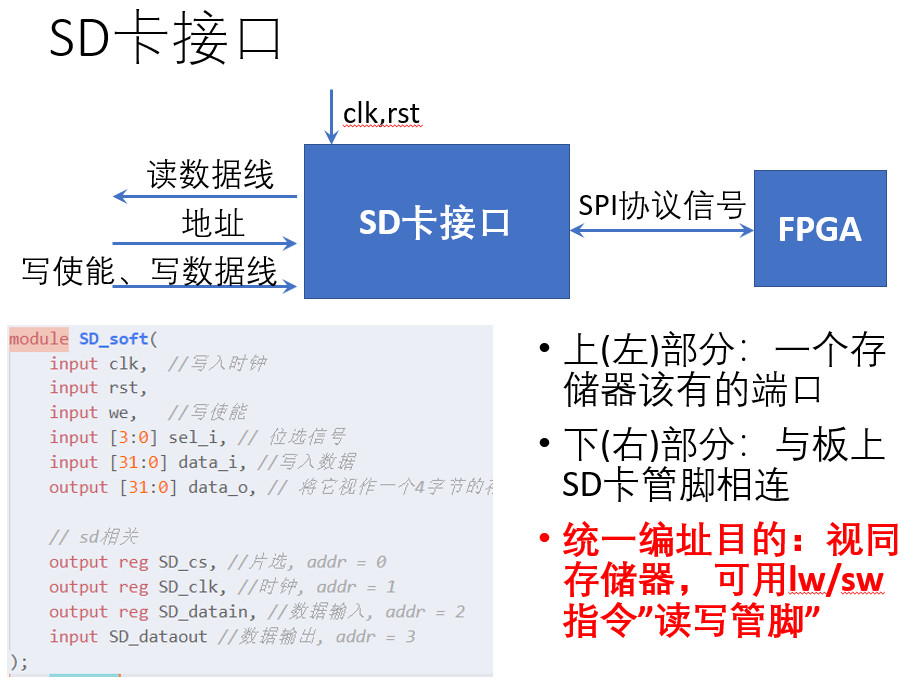 SD卡接口
clk,rst
读数据线
地址
写使能、写数据线
SD卡接口
SPI协议信号
FPGA
module SD_soft(
    input clk,  //写入时钟
    input rst,
    input we,   //写使能
    input [3:0] sel_i, // 位选信号
    input [31:0] data_i, //写入数据
    output [31:0] data_o, // 将它视作一个4字节的
    // sd相关
    output reg SD_cs, //片选, addr = 0
    output reg SD_clk, //时钟, addr = 1
    output reg SD_datain, //数据输入, addr = 2
    input SD_dataout //数据输出, addr = 3
);
• 上(左)部分：一个存
储器该有的端口
• 下(右)部分：与板上
SD卡管脚相连
• 统一编址目的：视同
存储器，可用lw/sw
指令”读写管脚”